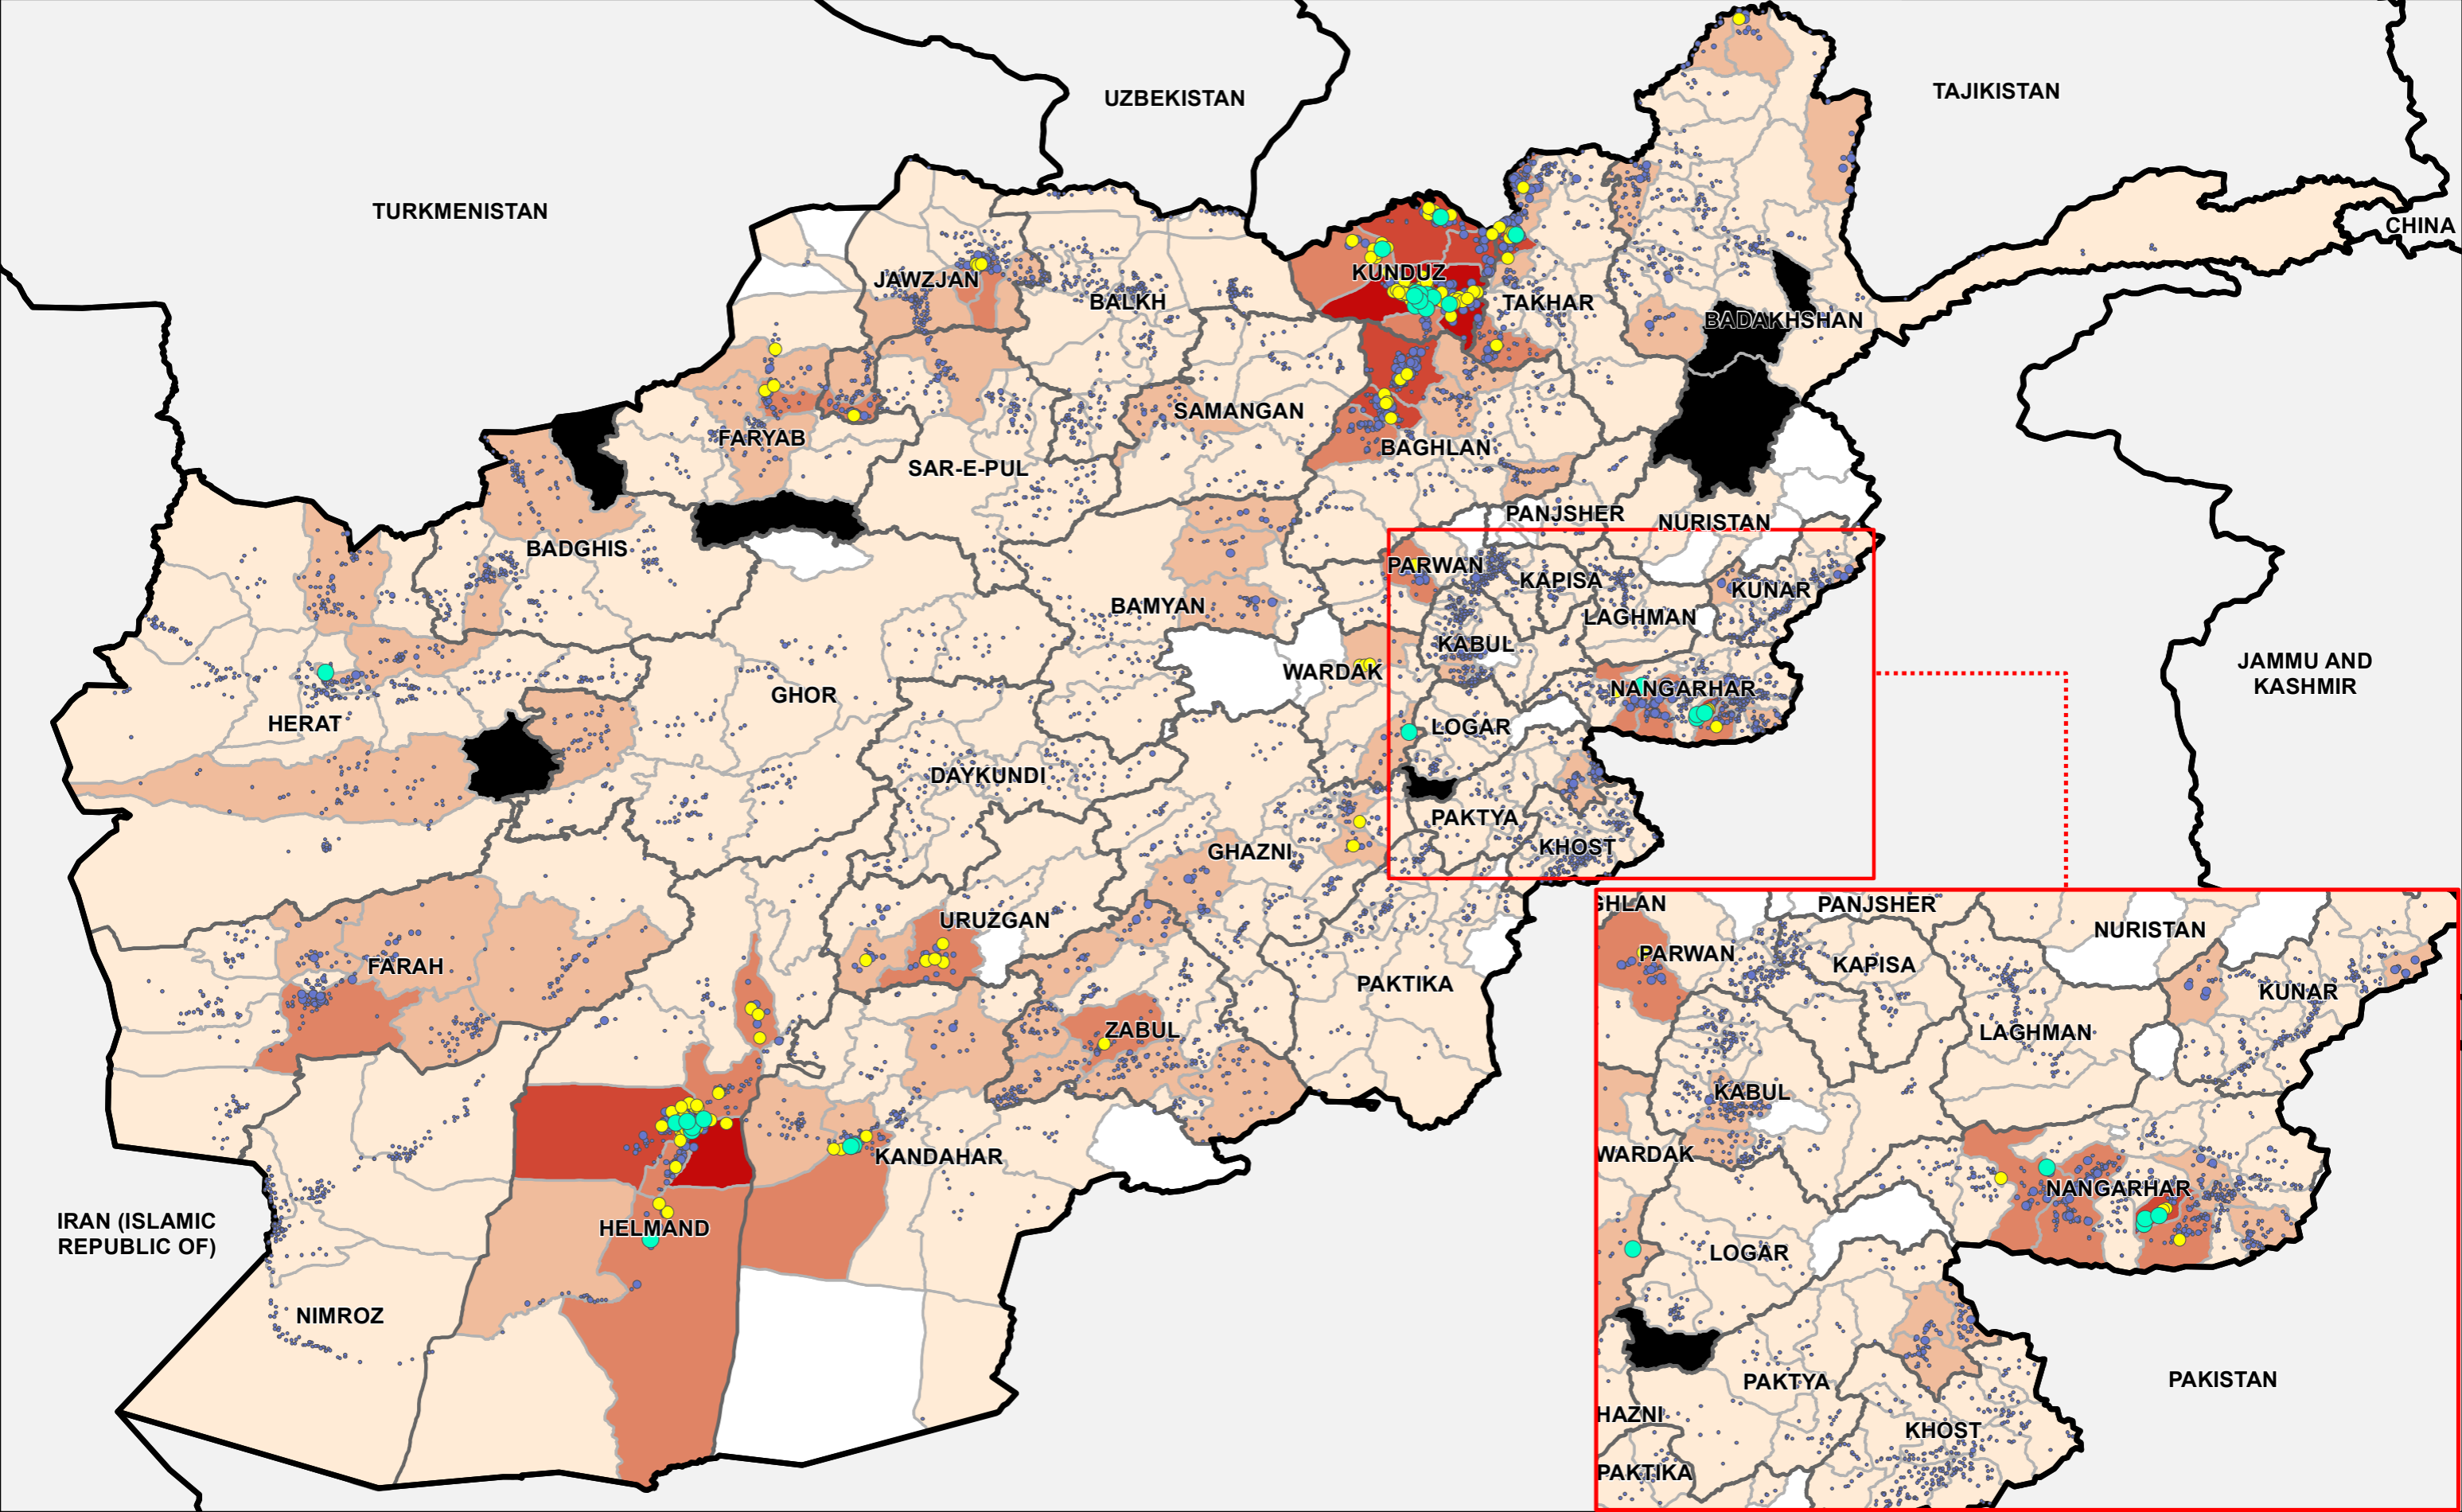 UZBEKISTAN
TAJIKISTAN
TURKMENISTAN
CHINA
KUNDUZ
JAWZJAN
BALKH
TAKHAR
BADAKHSHAN
SAMANGAN
FARYAB
BAGHLAN
SAR-E-PUL
PANJSHER
NURISTAN
BADGHIS
PARWAN
KAPISA
KUNAR
BAMYAN
LAGHMAN
KABUL
WARDAK
JAMMU AND
KASHMIR
NANGARHAR
GHOR
HERAT
LOGAR
DAYKUNDI
PAKTYA
KHOST
GHAZNI
URUZGAN
FARAH
PAKTIKA
ZABUL
KANDAHAR
IRAN (ISLAMIC
REPUBLIC OF)
HELMAND
NIMROZ
GHLAN
PANJSHER
NURISTAN
PARWAN
KAPISA
KUNAR
LAGHMAN
KABUL
WARDAK
NANGARHAR
LOGAR
PAKTYA
PAKISTAN
HAZNI
KHOST
PAKTIKA